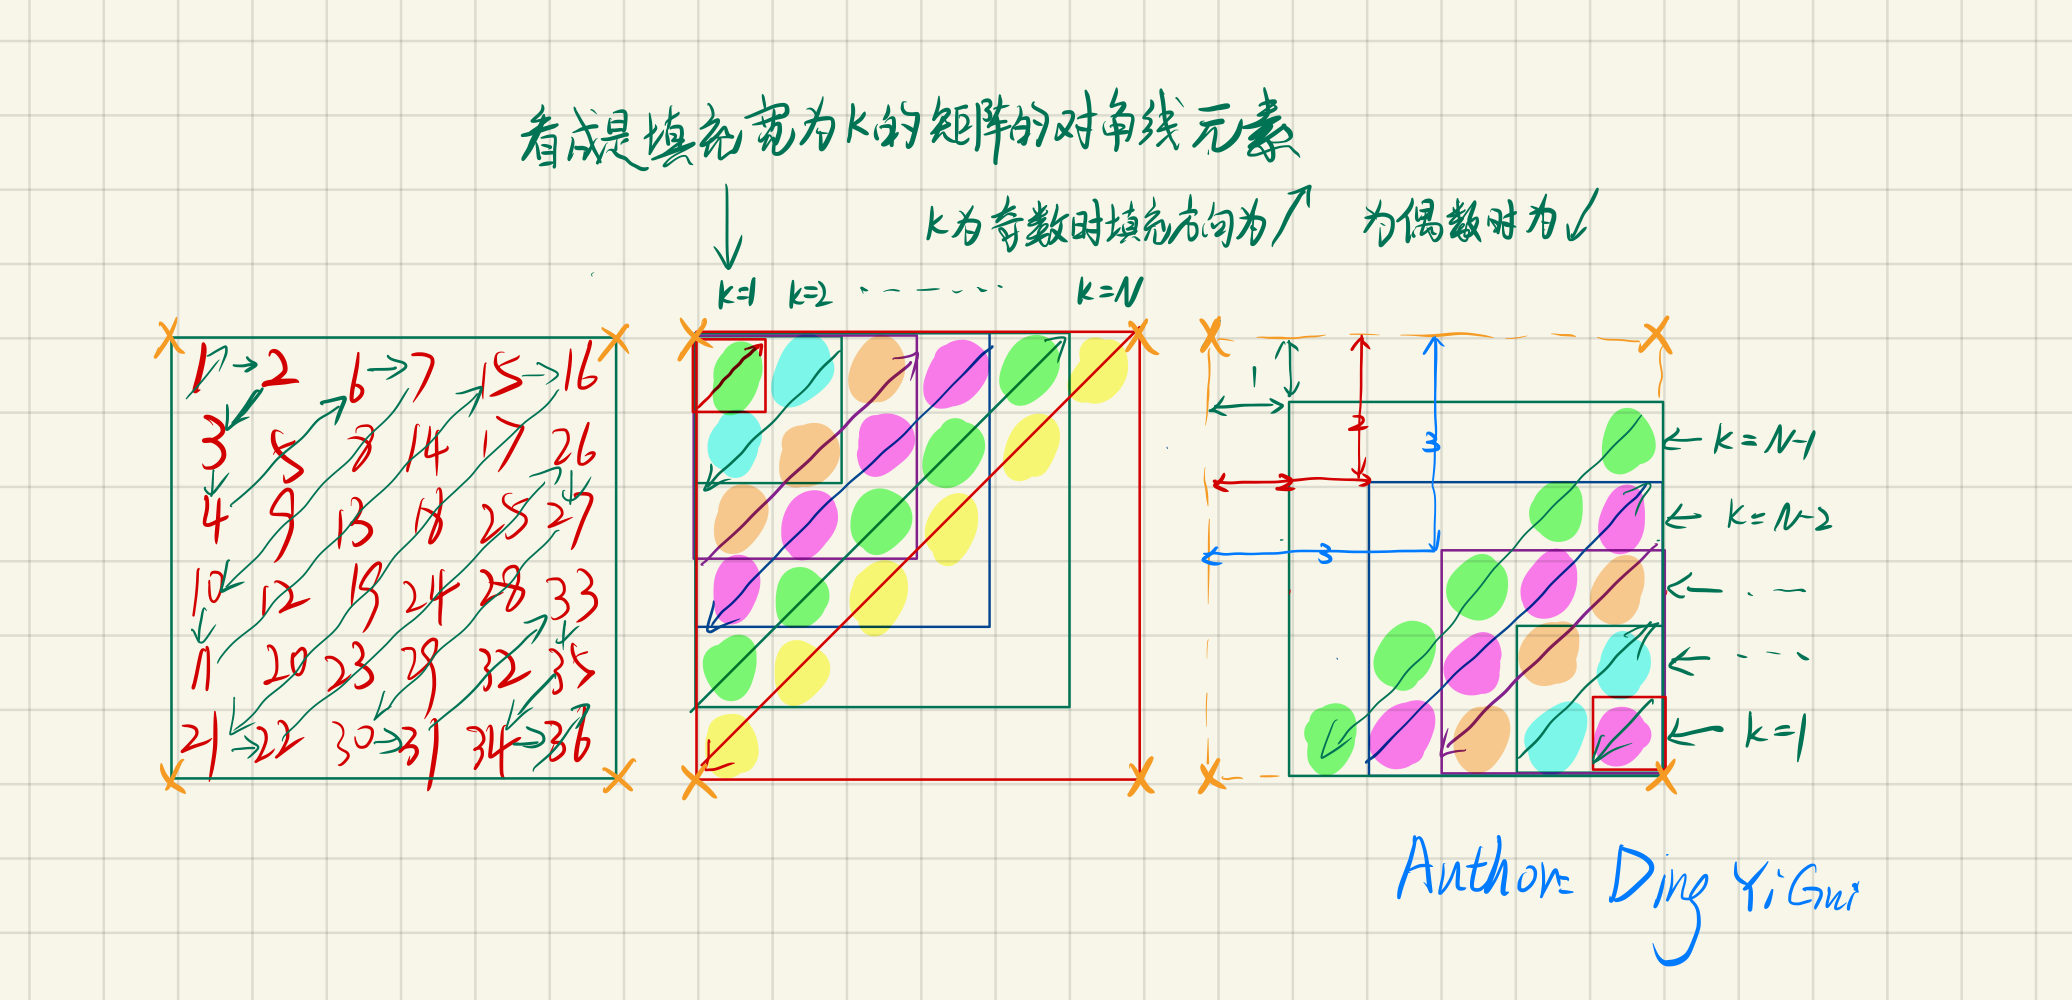 看成是填充宽为k的矩阵的对角线元素
k为奇数时填充方向为↗ 为偶数时为↙
k=1 k=2 ······ k=N
1 2 6 7 15 16
3 5 8 14 17 26
4 9 13 18 25 27
10 12 19 24 28 33
11 20 23 29 32 35
21 22 30 31 34 36
1
2
3
2
3
k=N-1
k=N-2
k=1
Author: Ding YiGui